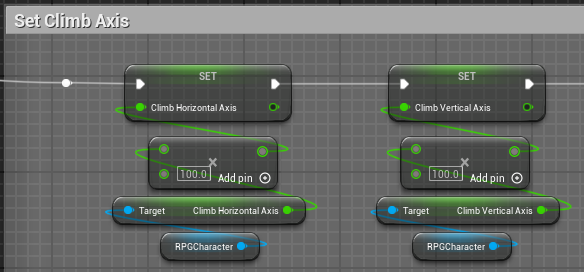 Set Climb Axis
SET
Climb Horizontal Axis
100.0
Add pin
Target
Climb Horizontal Axis
RPGCharacter
SET
Climb Vertical Axis
100.0
Add pin
Target
Climb Vertical Axis
RPGCharacter